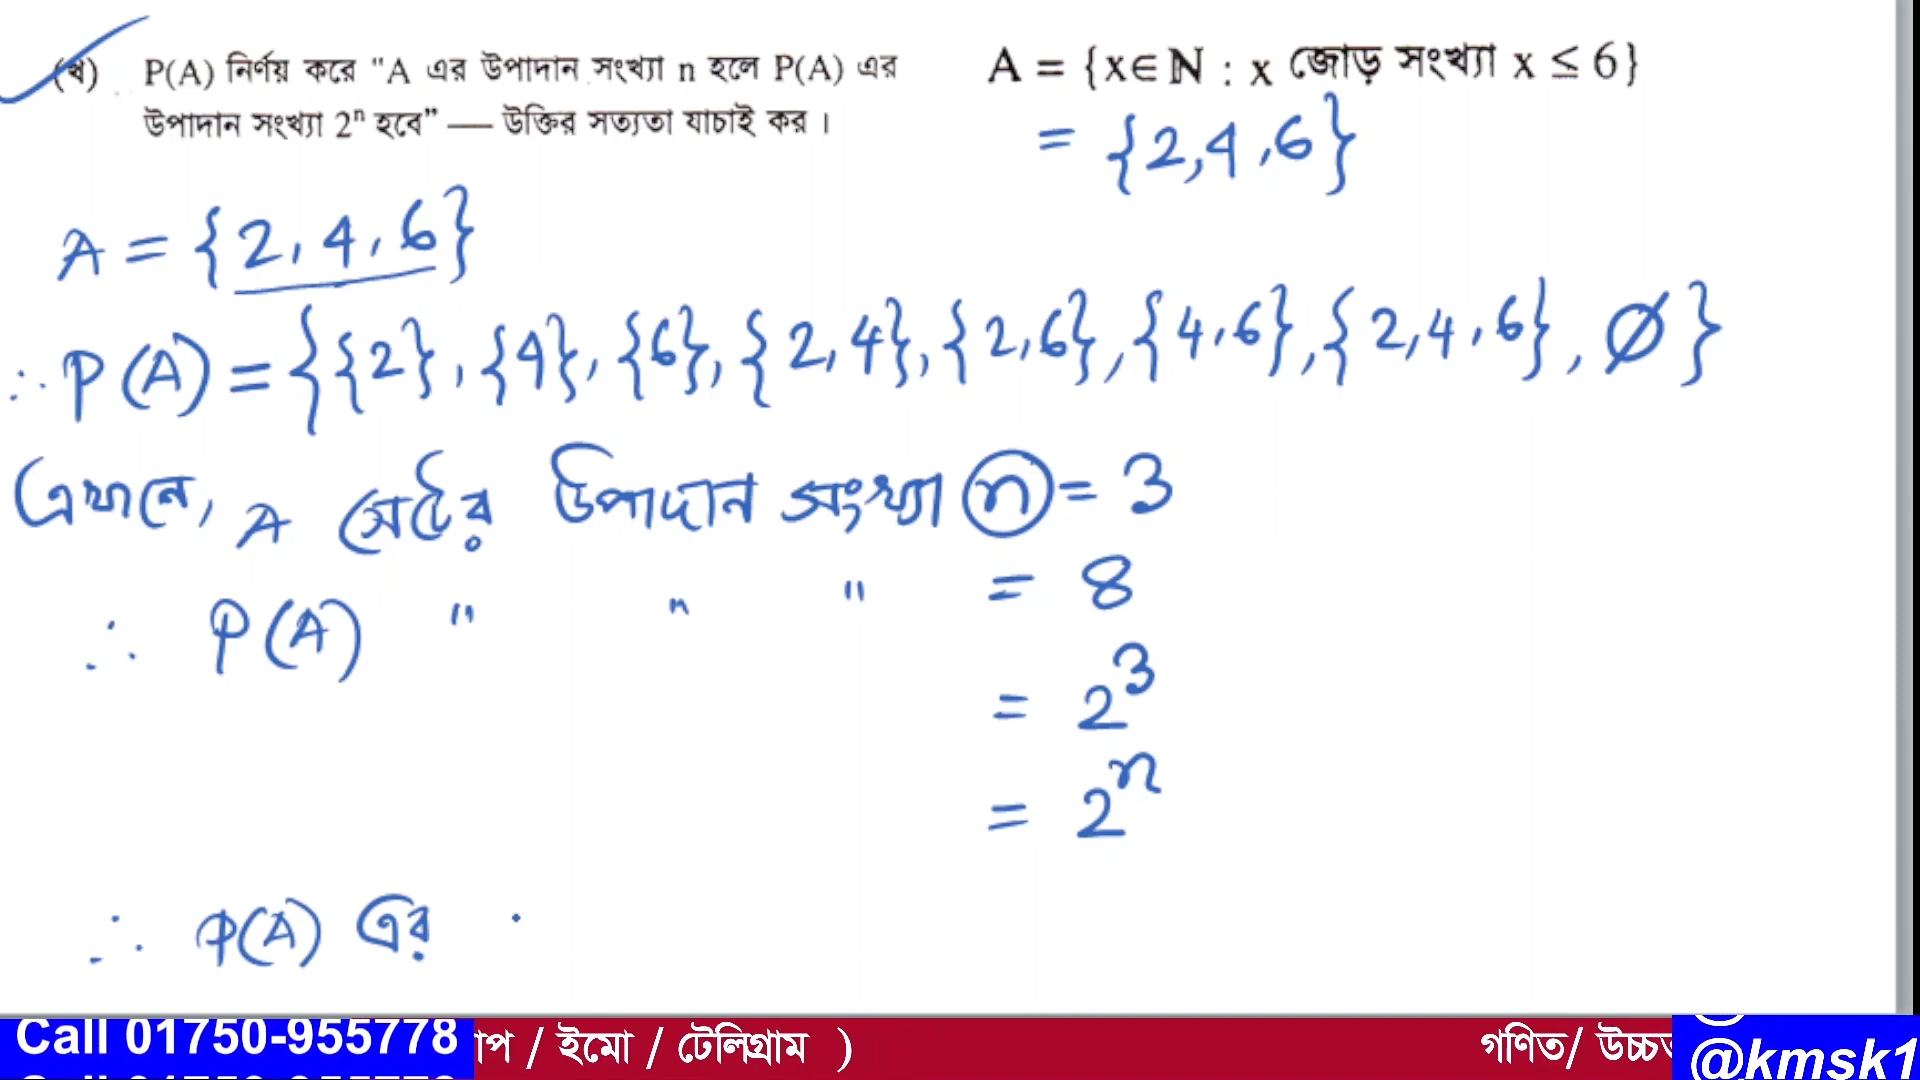 (খ) P(A) নির্ণয় করে "A এর উপাদান সংখ্যা n হলে P(A) এর
উপাদান সংখ্যা 2ⁿ হবে” — উক্তির সত্যতা যাচাই কর।
A = {x∈N : x জোড় সংখ্যা x ≤ 6}
= {2,4,6}
A = {2,4,6}
∴ P(A) = {{2}, {4}, {6}, {2,4}, {2,6}, {4,6}, {2,4,6}, ∅}
এখানে, A সেটের উপাদান সংখ্যা n = 3
∴ P(A) " " " = 8
= 2³
= 2ⁿ
∴ P(A) এর
Call 01750-955778 / ইমো / টেলিগ্রাম )
গণিত/ @kmsk1